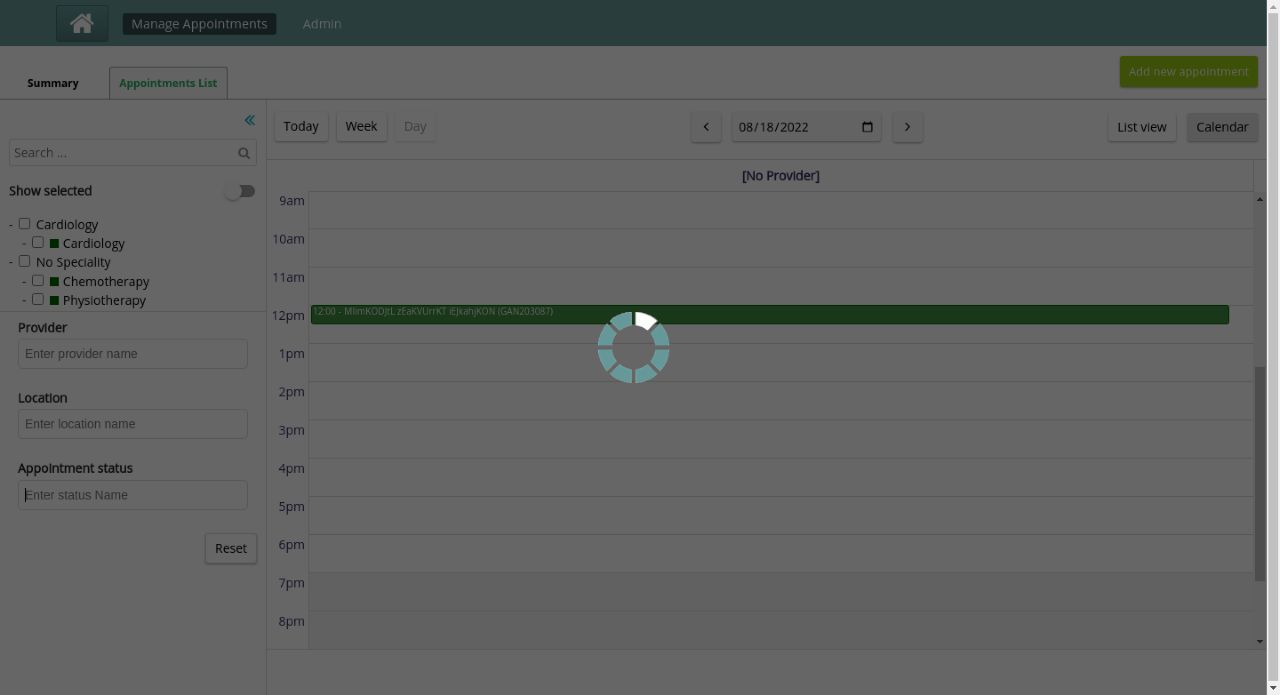 Manage Appointments
Admin
Summary
Appointments List
Add new appointment
Today
Week
Day
08/18/2022
List view
Calendar
Search ...
Show selected
- Cardiology
- Cardiology
- No Speciality
- Chemotherapy
- Physiotherapy
Provider
Enter provider name
Location
Enter location name
Appointment status
Enter status Name
Reset
[No Provider]
9am
10am
11am
12pm
12:00 - (GAN203087)
1pm
2pm
3pm
4pm
5pm
6pm
7pm
8pm